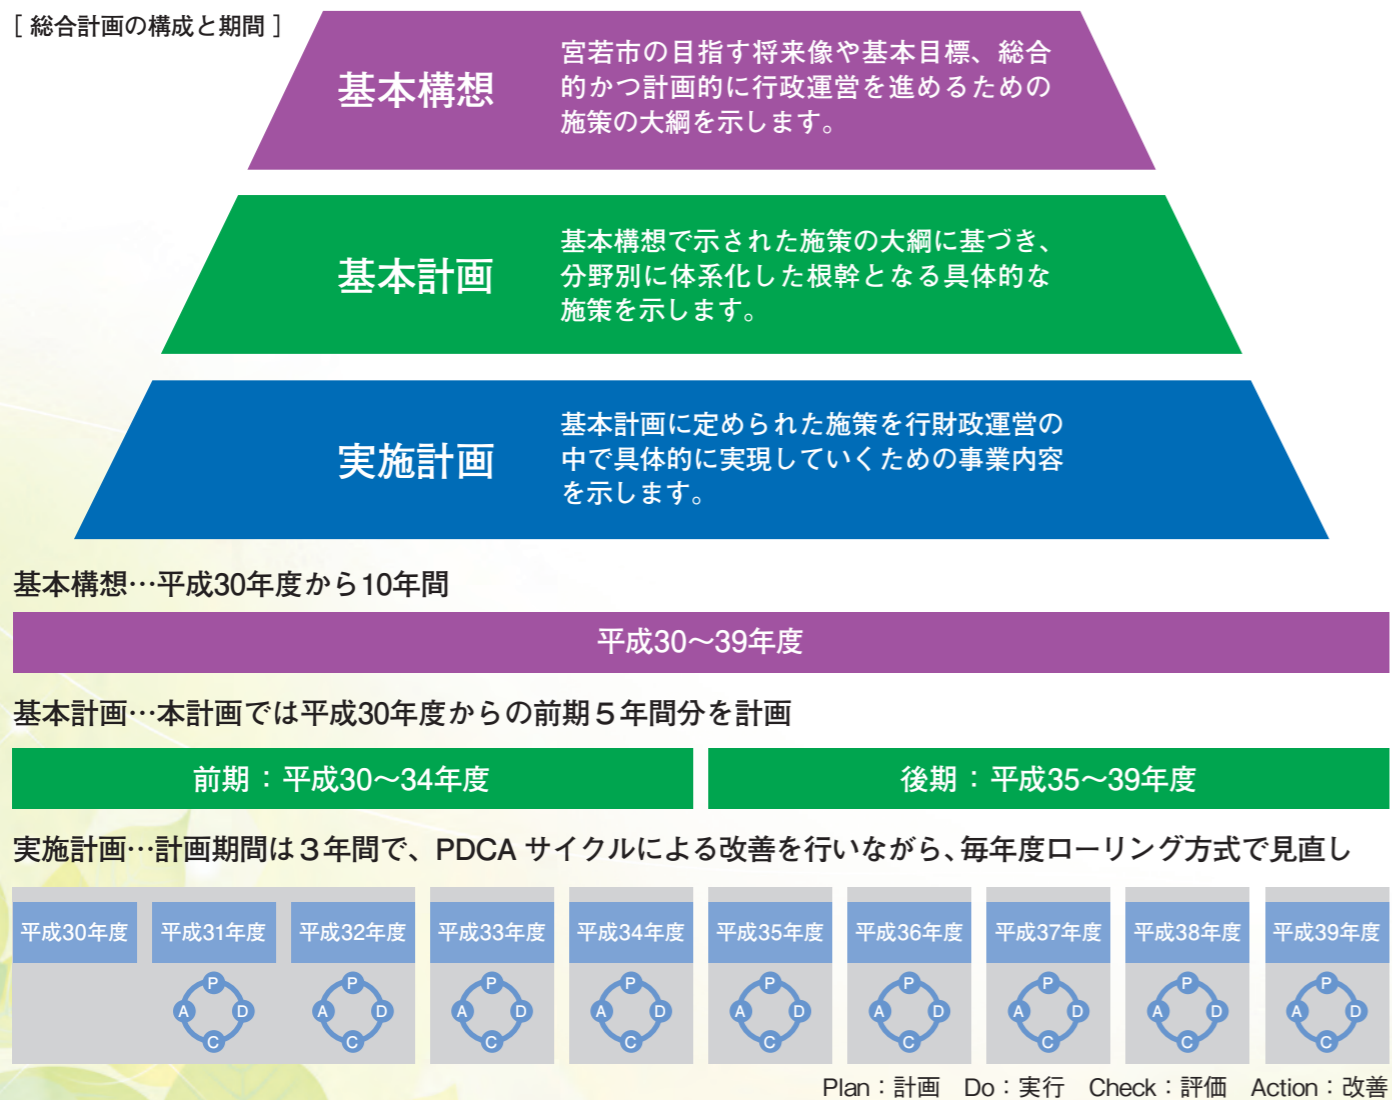 [ 総合計画の構成と期間 ]
基本構想
宮若市の目指す将来像や基本目標、総合
的かつ計画的に行政運営を進めるための
施策の大綱を示します。
基本計画
基本構想で示された施策の大綱に基づき、
分野別に体系化した根幹となる具体的な
施策を示します。
実施計画
基本計画に定められた施策を行財政運営の
中で具体的に実現していくための事業内容
を示します。
基本構想…平成30年度から10年間
平成30〜39年度
基本計画…本計画では平成30年度からの前期５年間分を計画
前期：平成30〜34年度
後期：平成35〜39年度
実施計画…計画期間は３年間で、PDCA サイクルによる改善を行いながら、毎年度ローリング方式で見直し
平成30年度 平成31年度 平成32年度 平成33年度 平成34年度 平成35年度 平成36年度 平成37年度 平成38年度 平成39年度
P P P P P P P P P
A D A D A D A D A D A D A D A D A D
C C C C C C C C C
Plan：計画　Do：実行　Check：評価　Action：改善